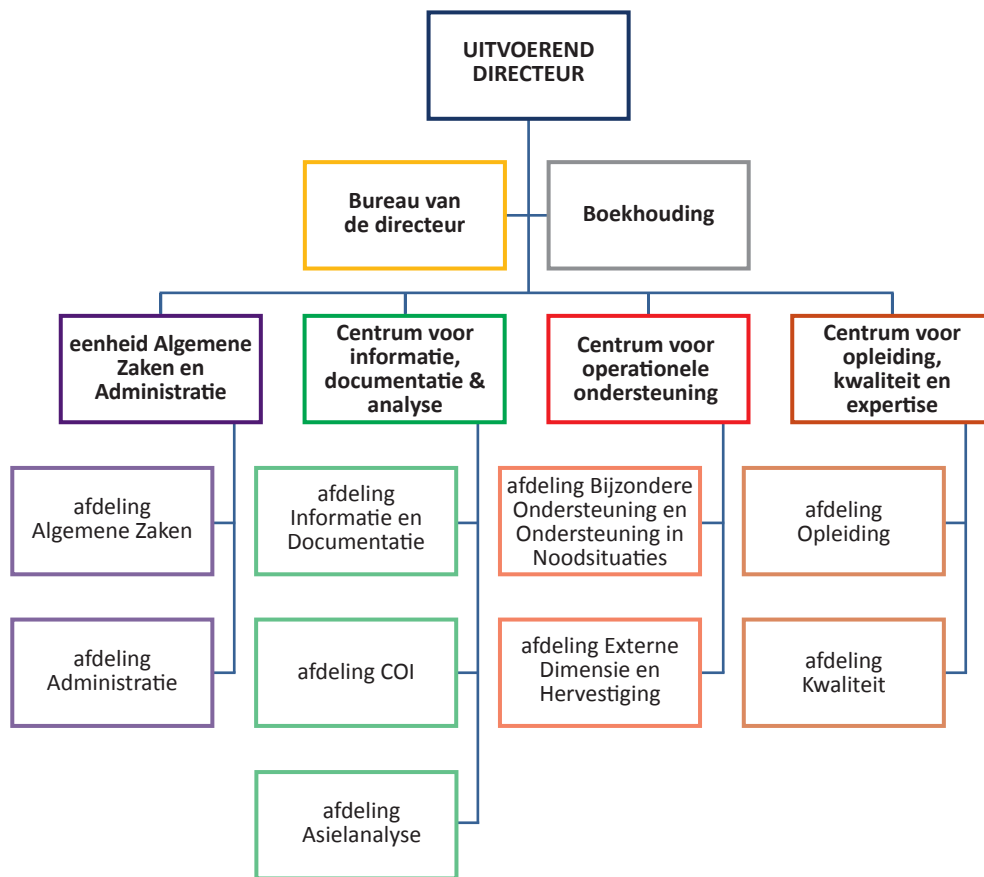 UITVOEREND
DIRECTEUR
Bureau van
de directeur
Boekhouding
eenheid Algemene
Zaken en
Administratie
Centrum voor
informatie,
documentatie &
analyse
Centrum voor
operationele
ondersteuning
Centrum voor
opleiding,
kwaliteit en
expertise
afdeling
Algemene Zaken
afdeling
Informatie en
Documentatie
afdeling Bijzondere
Ondersteuning en
Ondersteuning in
Noodsituaties
afdeling
Opleiding
afdeling
Administratie
afdeling COI
afdeling Externe
Dimensie en
Hervestiging
afdeling
Kwaliteit
afdeling
Asielanalyse